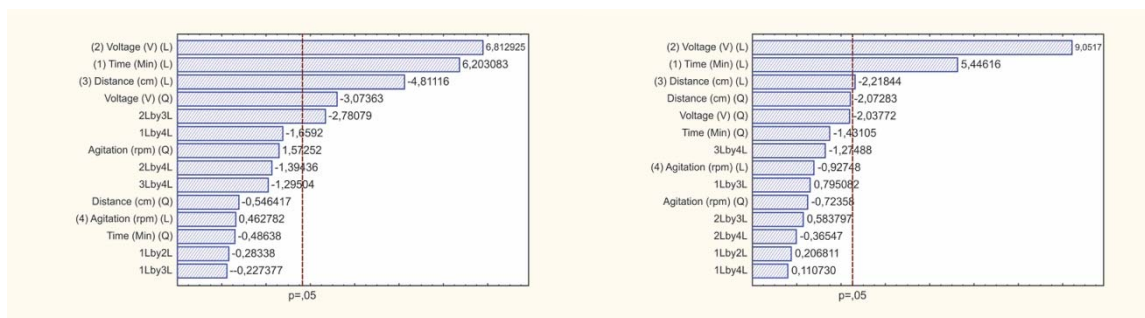 (2) Voltage (V) (L) 6,812925
(1) Time (Min) (L) 6,203083
(3) Distance (cm) (L) -4,81116
Voltage (V) (Q) -3,07363
2Lby3L -2,78079
1Lby4L -1,6592
Agitation (rpm) (Q) 1,57252
2Lby4L -1,39436
3Lby4L -1,29504
Distance (cm) (Q) -0,546417
(4) Agitation (rpm) (L) 0,462782
Time (Min) (Q) -0,48638
1Lby2L -0,28338
1Lby3L --0,227377
p=,05
(2) Voltage (V) (L) 9,0517
(1) Time (Min) (L) 5,44616
(3) Distance (cm) (L) -2,21844
Distance (cm) (Q) -2,07283
Voltage (V) (Q) -2,03772
Time (Min) (Q) -1,43105
3Lby4L -1,27488
(4) Agitation (rpm) (L) -0,92748
1Lby3L 0,795082
Agitation (rpm) (Q) -0,72358
2Lby3L 0,583797
2Lby4L -0,36547
1Lby2L 0,206811
1Lby4L 0,110730
p=,05